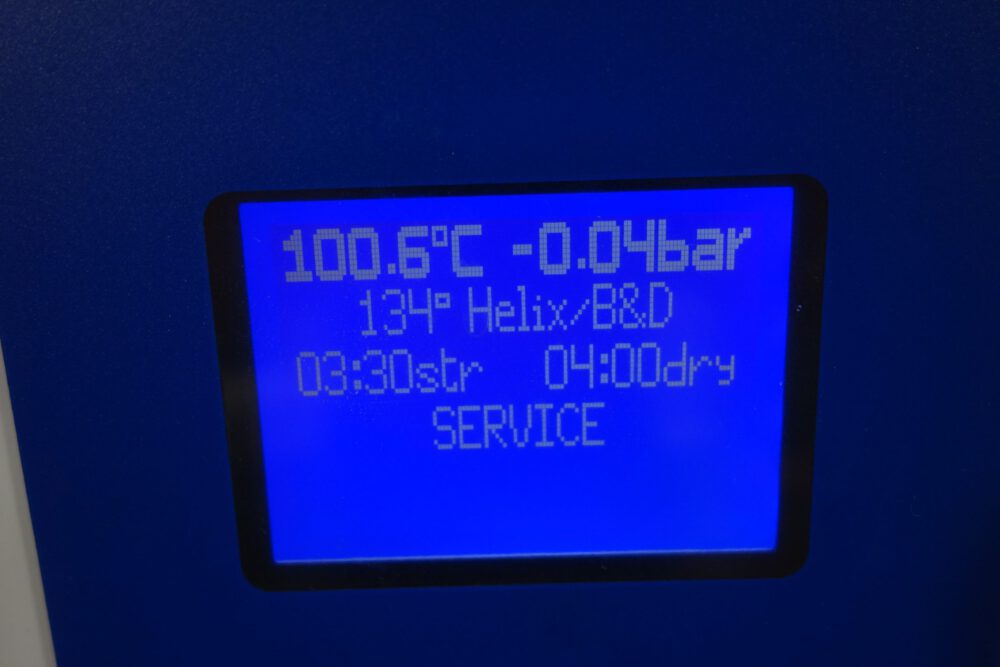 100.6°C -0.04bar
134° Helix/B&D
03:30str 04:00dry
SERVICE